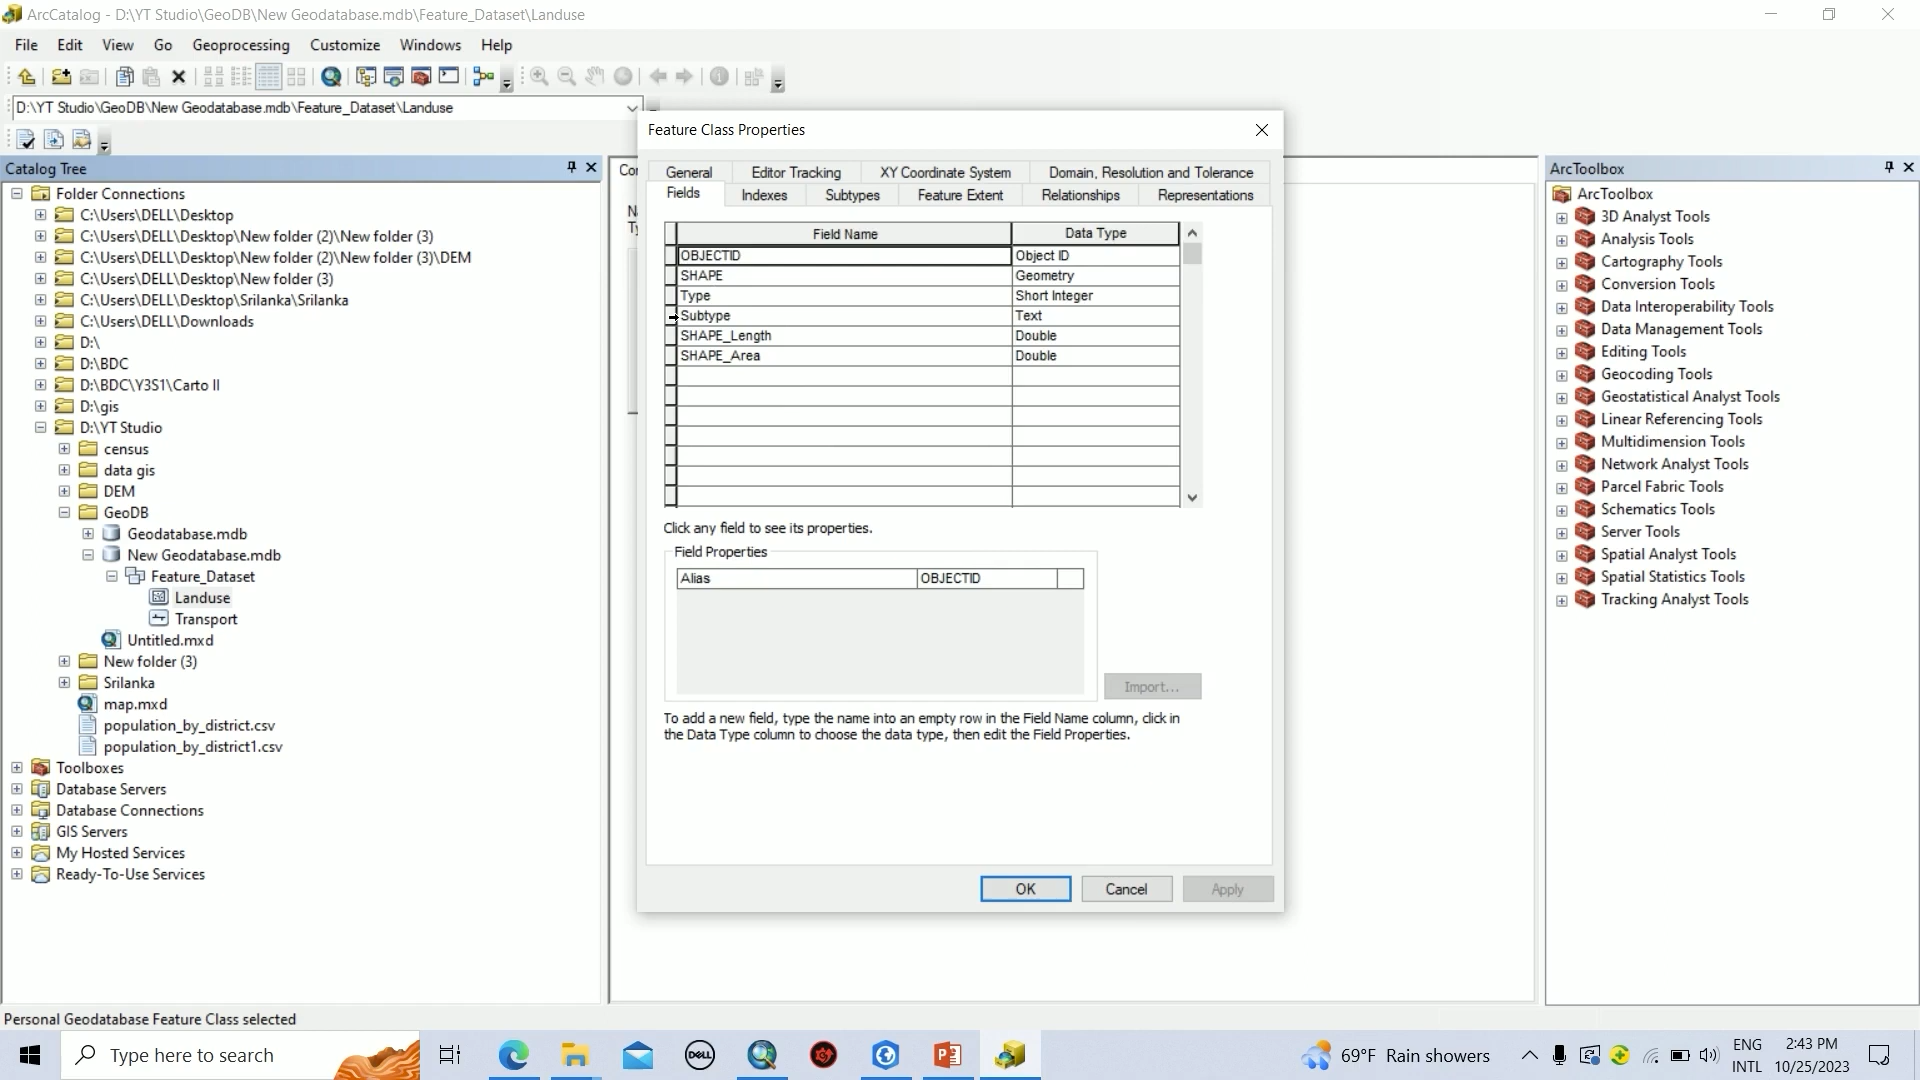 ArcCatalog - D:\YT Studio\GeoDB\New Geodatabase.mdb\Feature_Dataset\Landuse
File Edit View Go Geoprocessing Customize Windows Help
D:\YT Studio\GeoDB\New Geodatabase.mdb\Feature_Dataset\Landuse
Catalog Tree
Folder Connections
C:\Users\DELL\Desktop
C:\Users\DELL\Desktop\New folder (2)\New folder (3)
C:\Users\DELL\Desktop\New folder (2)\New folder (3)\DEM
C:\Users\DELL\Desktop\New folder (3)
C:\Users\DELL\Desktop\Srilanka\Srilanka
C:\Users\DELL\Downloads
D:\
D:\BDC
D:\BDC\Y3S1\Carto II
D:\gis
D:\YT Studio
census
data gis
DEM
GeoDB
Geodatabase.mdb
New Geodatabase.mdb
Feature_Dataset
Landuse
Transport
Untitled.mxd
New folder (3)
Srilanka
map.mxd
population_by_district.csv
population_by_district1.csv
Toolboxes
Database Servers
Database Connections
GIS Servers
My Hosted Services
Ready-To-Use Services
Feature Class Properties
General Editor Tracking XY Coordinate System Domain, Resolution and Tolerance
Fields Indexes Subtypes Feature Extent Relationships Representations
Field Name Data Type
OBJECTID Object ID
SHAPE Geometry
Type Short Integer
Subtype Text
SHAPE_Length Double
SHAPE_Area Double
Click any field to see its properties.
Field Properties
Alias OBJECTID
Import...
To add a new field, type the name into an empty row in the Field Name column, click in
the Data Type column to choose the data type, then edit the Field Properties.
OK Cancel Apply
ArcToolbox
ArcToolbox
3D Analyst Tools
Analysis Tools
Cartography Tools
Conversion Tools
Data Interoperability Tools
Data Management Tools
Editing Tools
Geocoding Tools
Geostatistical Analyst Tools
Linear Referencing Tools
Multidimension Tools
Network Analyst Tools
Parcel Fabric Tools
Schematics Tools
Server Tools
Spatial Analyst Tools
Spatial Statistics Tools
Tracking Analyst Tools
Personal Geodatabase Feature Class selected
Type here to search
DELL
69°F Rain showers
ENG
INTL
2:43 PM
10/25/2023